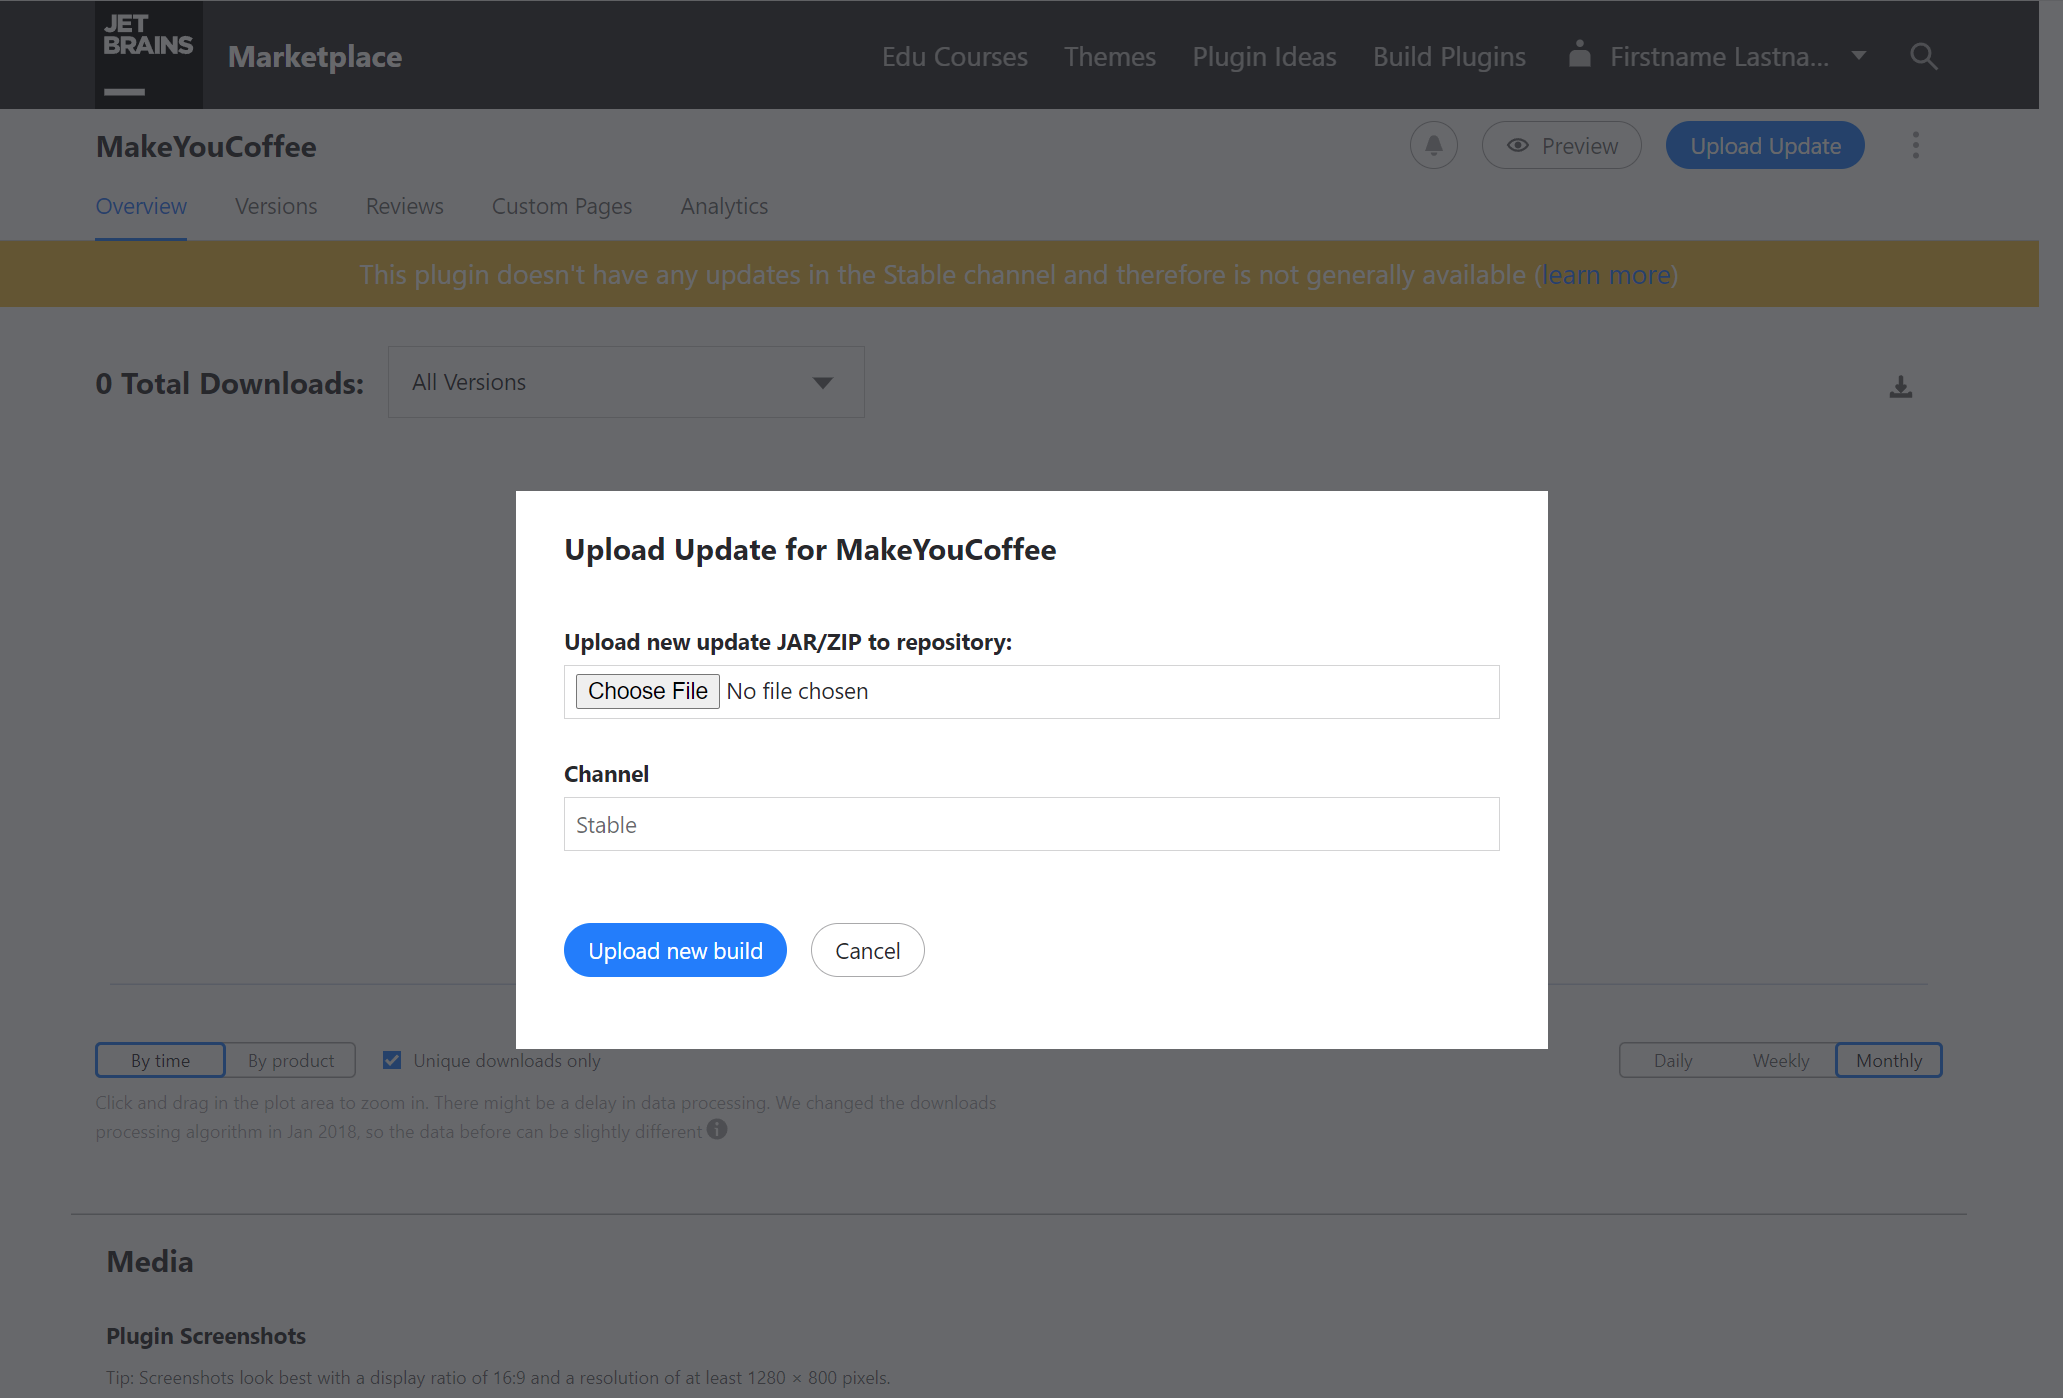 JET
BRAINS
Marketplace
Edu Courses
Themes
Plugin Ideas
Build Plugins
Firstname Lastna...
MakeYouCoffee
Preview
Upload Update
Overview
Versions
Reviews
Custom Pages
Analytics
This plugin doesn't have any updates in the Stable channel and therefore is not generally available (learn more)
0 Total Downloads:
All Versions
Upload Update for MakeYouCoffee
Upload new update JAR/ZIP to repository:
Choose File No file chosen
Channel
Stable
Upload new build
Cancel
By time
By product
Unique downloads only
Daily
Weekly
Monthly
Click and drag in the plot area to zoom in. There might be a delay in data processing. We changed the downloads
processing algorithm in Jan 2018, so the data before can be slightly different
Media
Plugin Screenshots
Tip: Screenshots look best with a display ratio of 16:9 and a resolution of at least 1280 × 800 pixels.